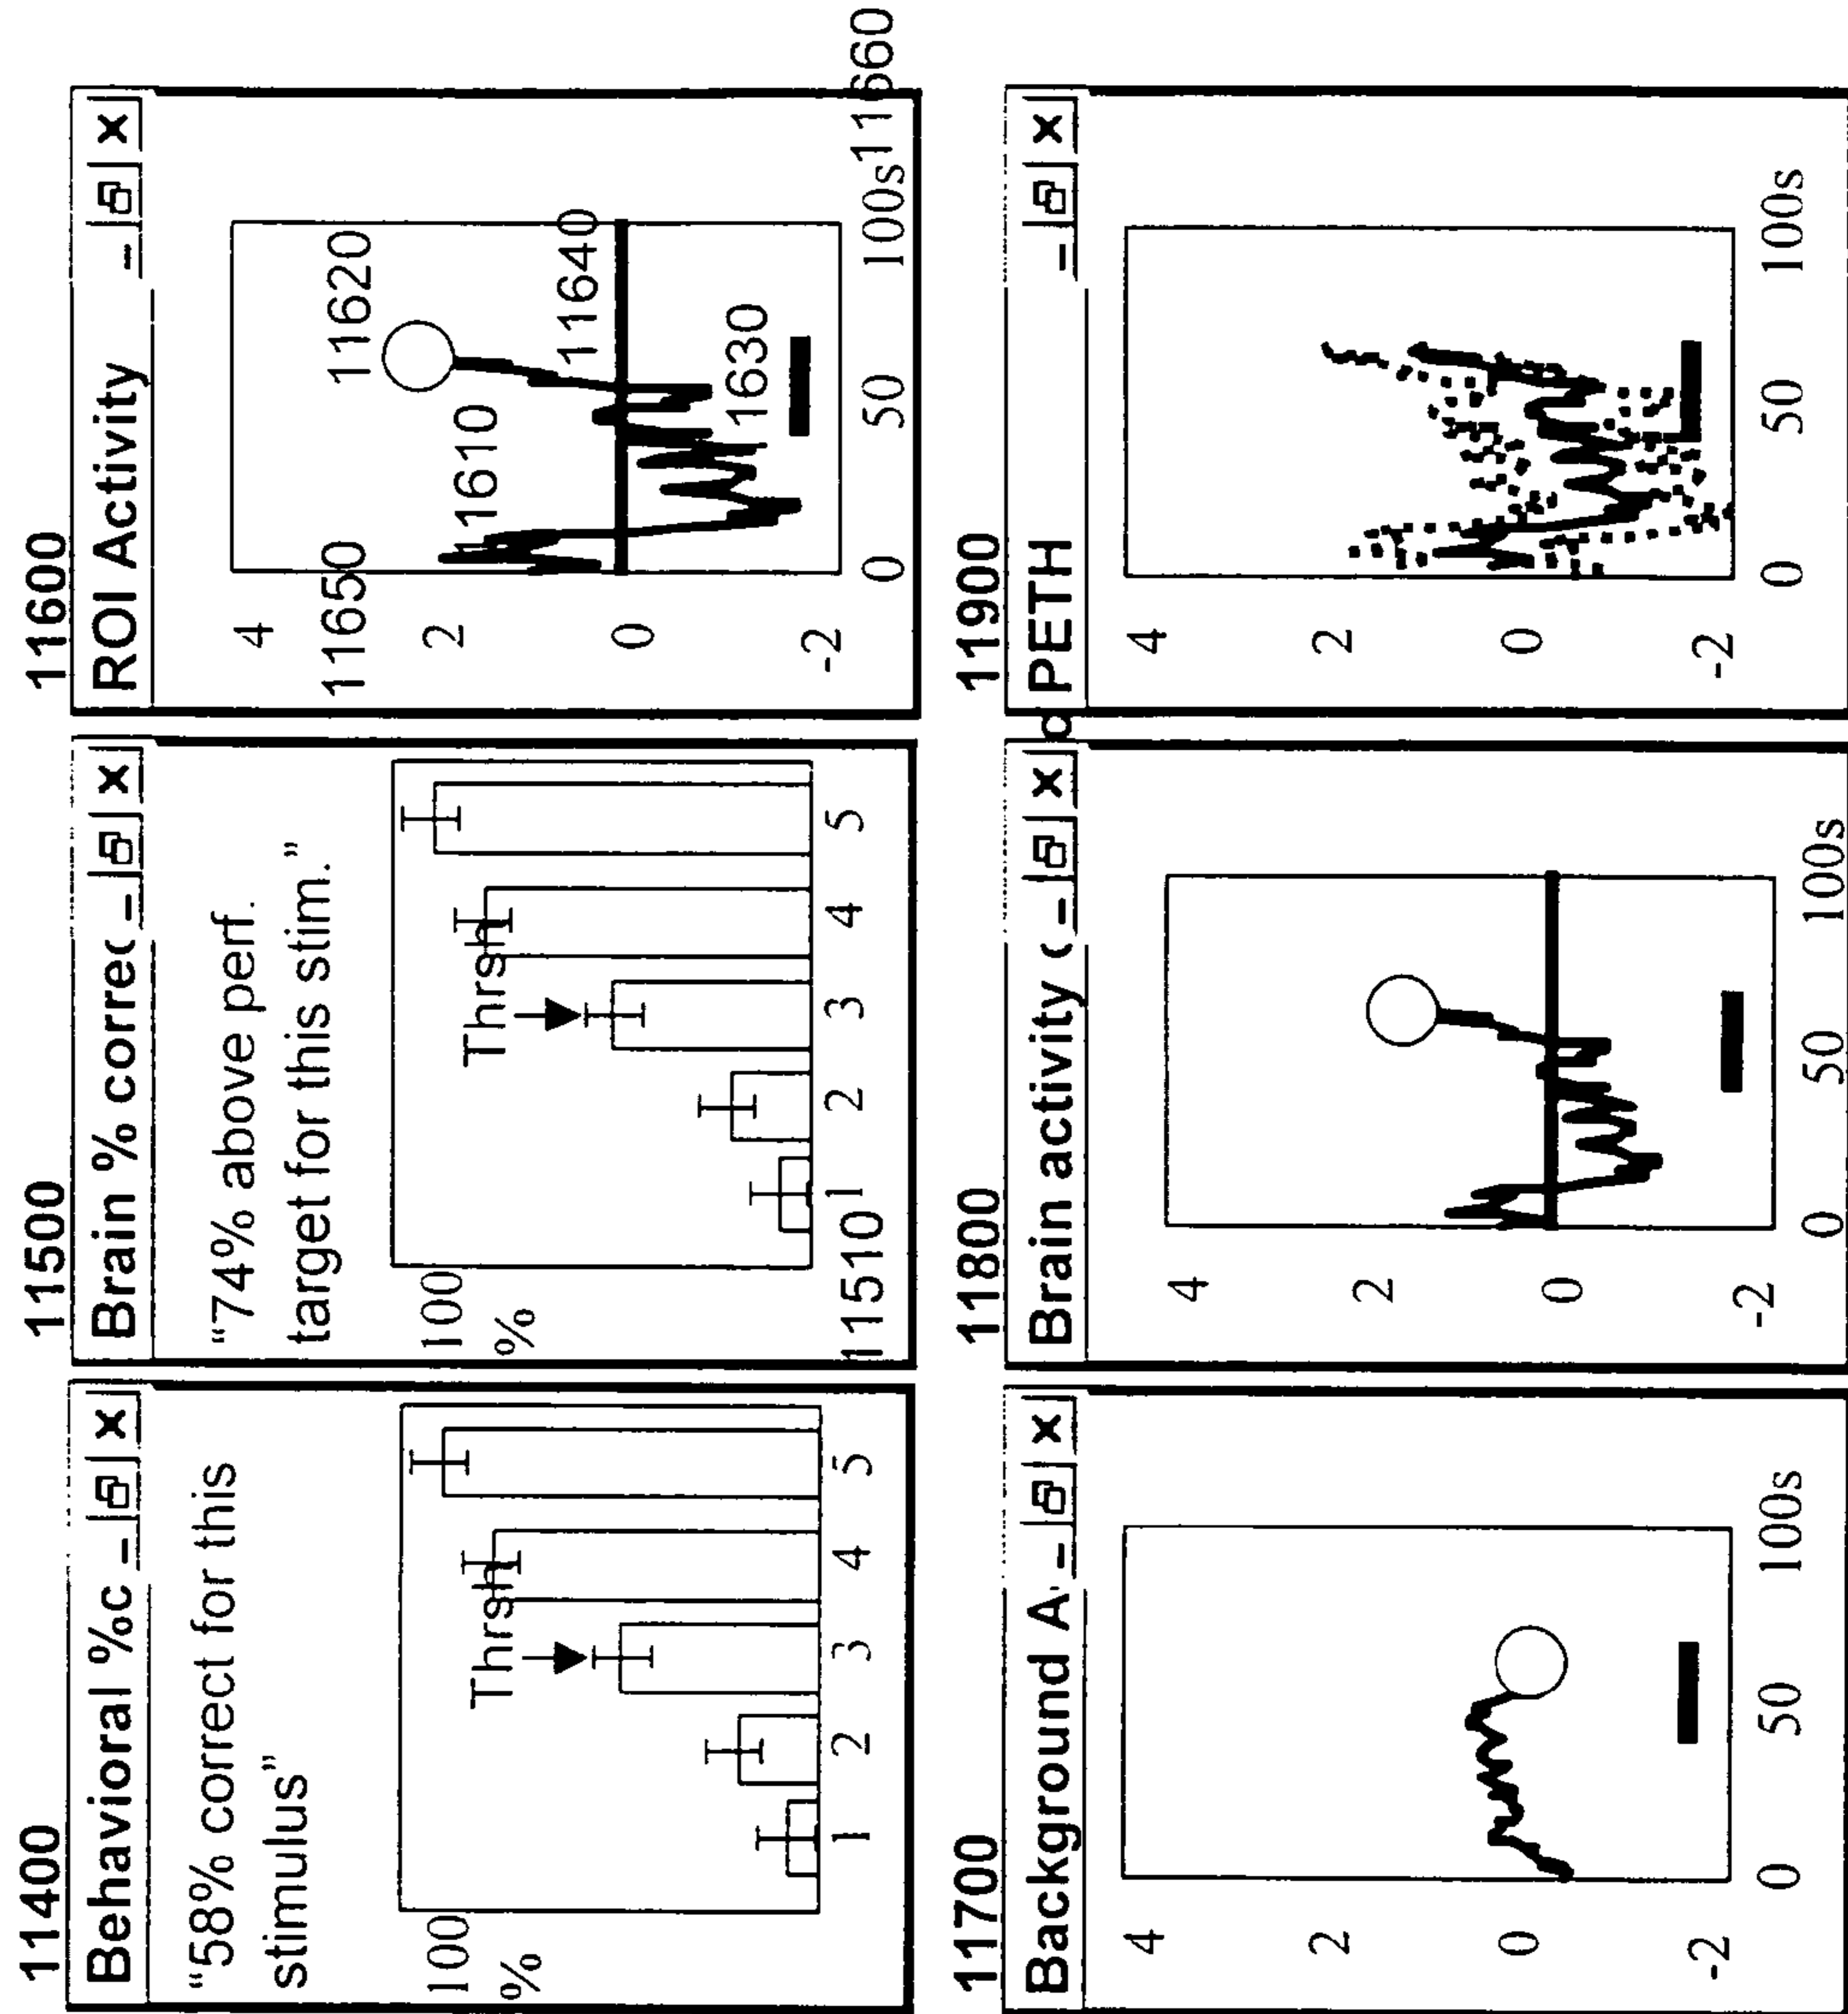 11400
Behavioral %c
"58% correct for this
stimulus"
100
%
Thrsh
1 2 3 4 5
11500
Brain % correc
"74% above perf.
target for this stim."
100
%
Thrsh
11510
1 2 3 4 5
11600
ROI Activity
11650
11610
11620
11640
1630
11660
4
2
0
-2
0 50 100s
11700
Background A
4
2
0
-2
0 50 100s
11800
Brain activity
4
2
0
-2
0 50 100s
11900
PETH
4
2
0
-2
0 50 100s